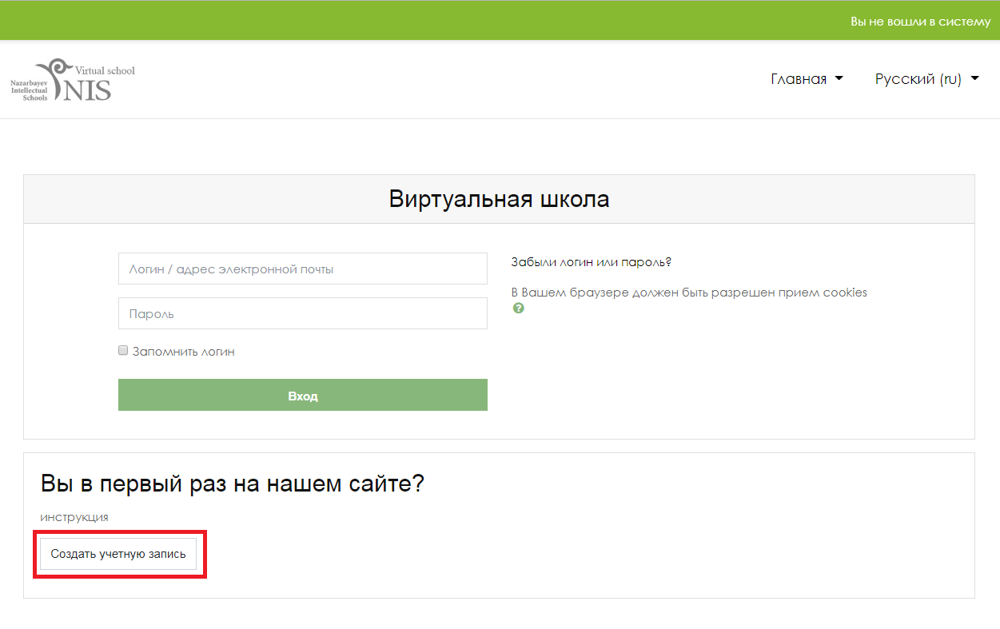 Вы не вошли в систему
Nazarbayev
Intellectual
Schools
Virtual school
NIS
Главная
Русский (ru)
Виртуальная школа
Логин / адрес электронной почты
Забыли логин или пароль?
В Вашем браузере должен быть разрешен прием cookies
?
Пароль
Запомнить логин
Вход
Вы в первый раз на нашем сайте?
инструкция
Создать учетную запись